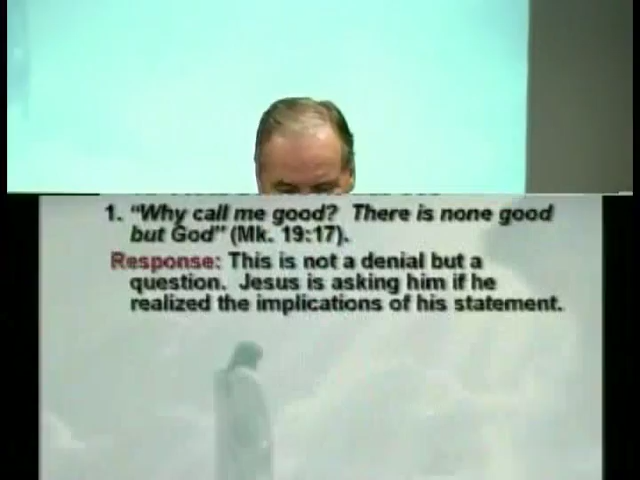 1. "Why call me good? There is none good
but God" (Mk. 19:17).
Response: This is not a denial but a
question. Jesus is asking him if he
realized the implications of his statement.